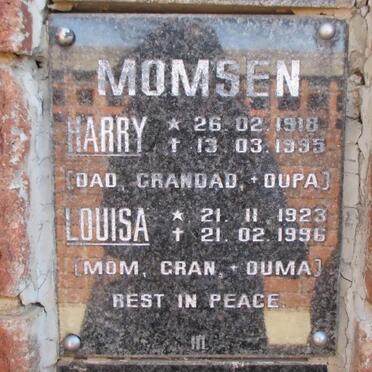 MOMSEN
HARRY * 26. 02. 1918
† 13. 03. 1995
(DAD, GRANDAD, + OUPA)
LOUISA * 21. 11. 1923
† 21. 02. 1996
(MOM, GRAN, + OUMA)
REST IN PEACE.